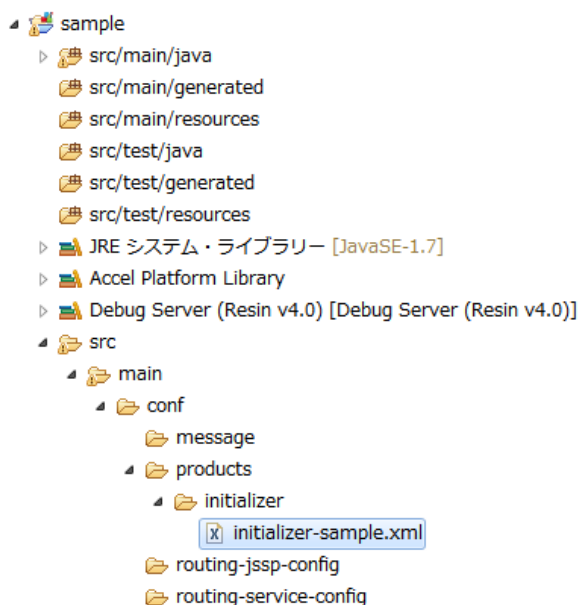 sample
src/main/java
src/main/generated
src/main/resources
src/test/java
src/test/generated
src/test/resources
JRE システム・ライブラリー [JavaSE-1.7]
Accel Platform Library
Debug Server (Resin v4.0) [Debug Server (Resin v4.0)]
src
main
conf
message
products
initializer
initializer-sample.xml
routing-jssp-config
routing-service-config